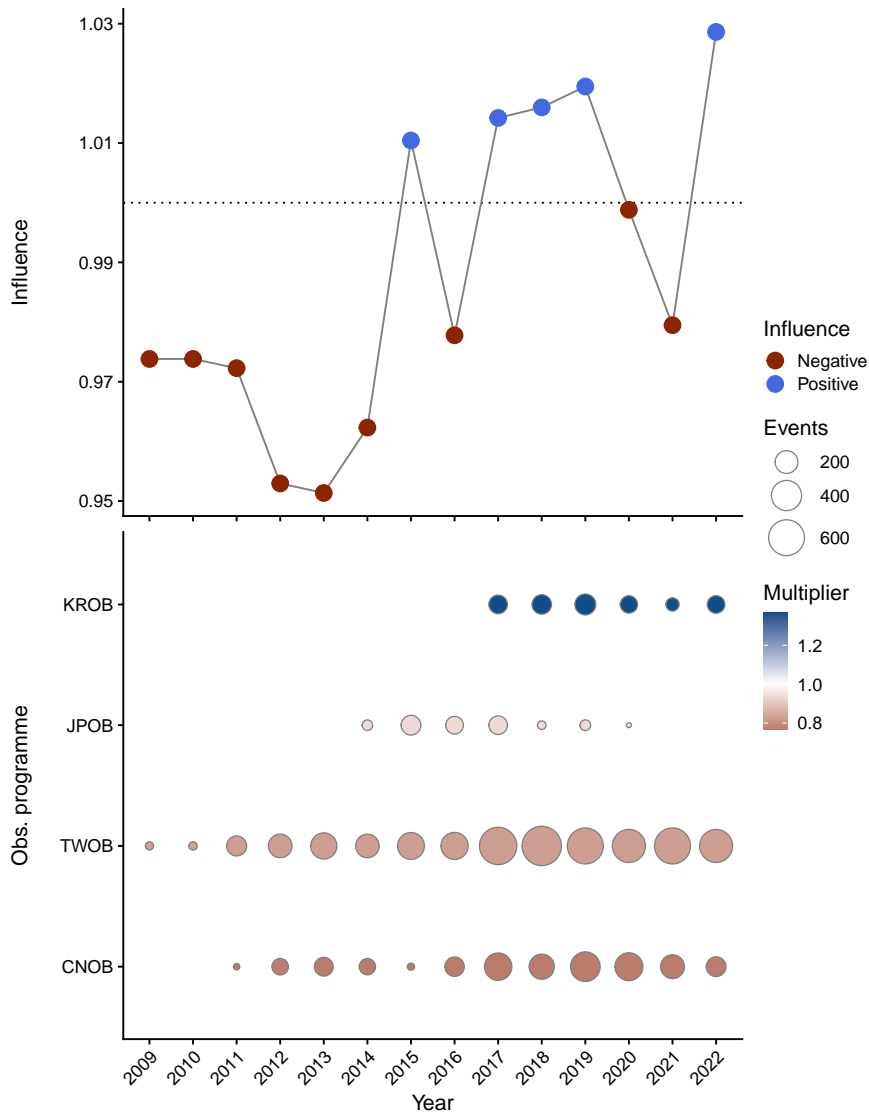 1.03
1.01
0.99
0.97
0.95
Influence
KROB
JPOB
TWOB
CNOB
Obs. programme
2009 2010 2011 2012 2013 2014 2015 2016 2017 2018 2019 2020 2021 2022
Year
Influence
Negative
Positive
Events
200
400
600
Multiplier
1.2
1.0
0.8